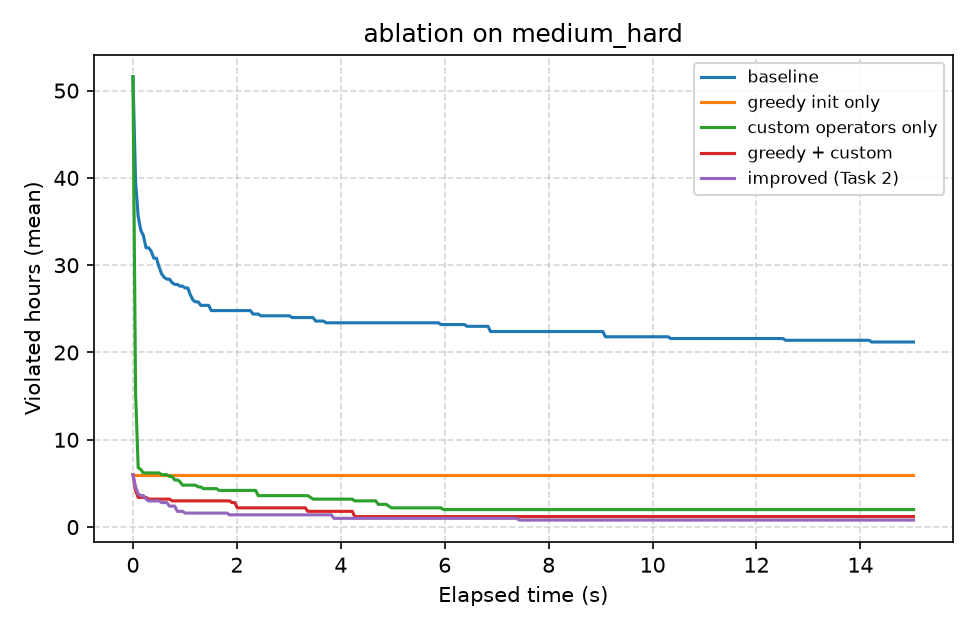 ablation on medium_hard
baseline
greedy init only
custom operators only
greedy + custom
improved (Task 2)
Violated hours (mean)
50
40
30
20
10
0
0 2 4 6 8 10 12 14
Elapsed time (s)